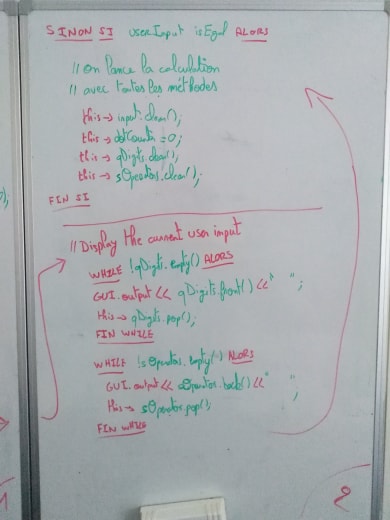 SINON SI userInput isEgal ALORS
// on lance la calculation
// avec toutes les méthodes
this → input.clear();
this → dotCounter = 0;
this → qDigits.clear();
this → sOperator.clear();
FIN SI
// Display the current user input
WHILE !qDigits.empty() ALORS
GUI.output << qDigits.front() << " ";
this → qDigits.pop();
FIN WHILE
WHILE !sOperator.empty() ALORS
GUI.output << sOperator.back() << " ";
this → sOperator.pop();
FIN WHILE
1
2